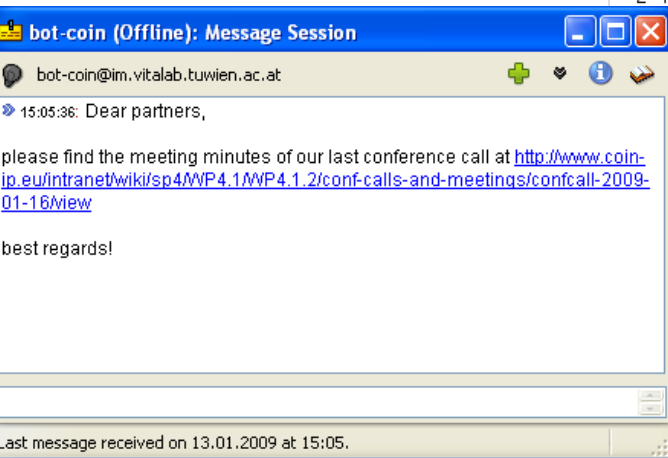 bot-coin (Offline): Message Session
bot-coin@im.vitalab.tuwien.ac.at
15:05:36: Dear partners,
please find the meeting minutes of our last conference call at http://www.coin-
ip.eu/intranet/wiki/sp4/WP4.1/WP4.1.2/conf-calls-and-meetings/confcall-2009-
01-16/view
best regards!
Last message received on 13.01.2009 at 15:05.